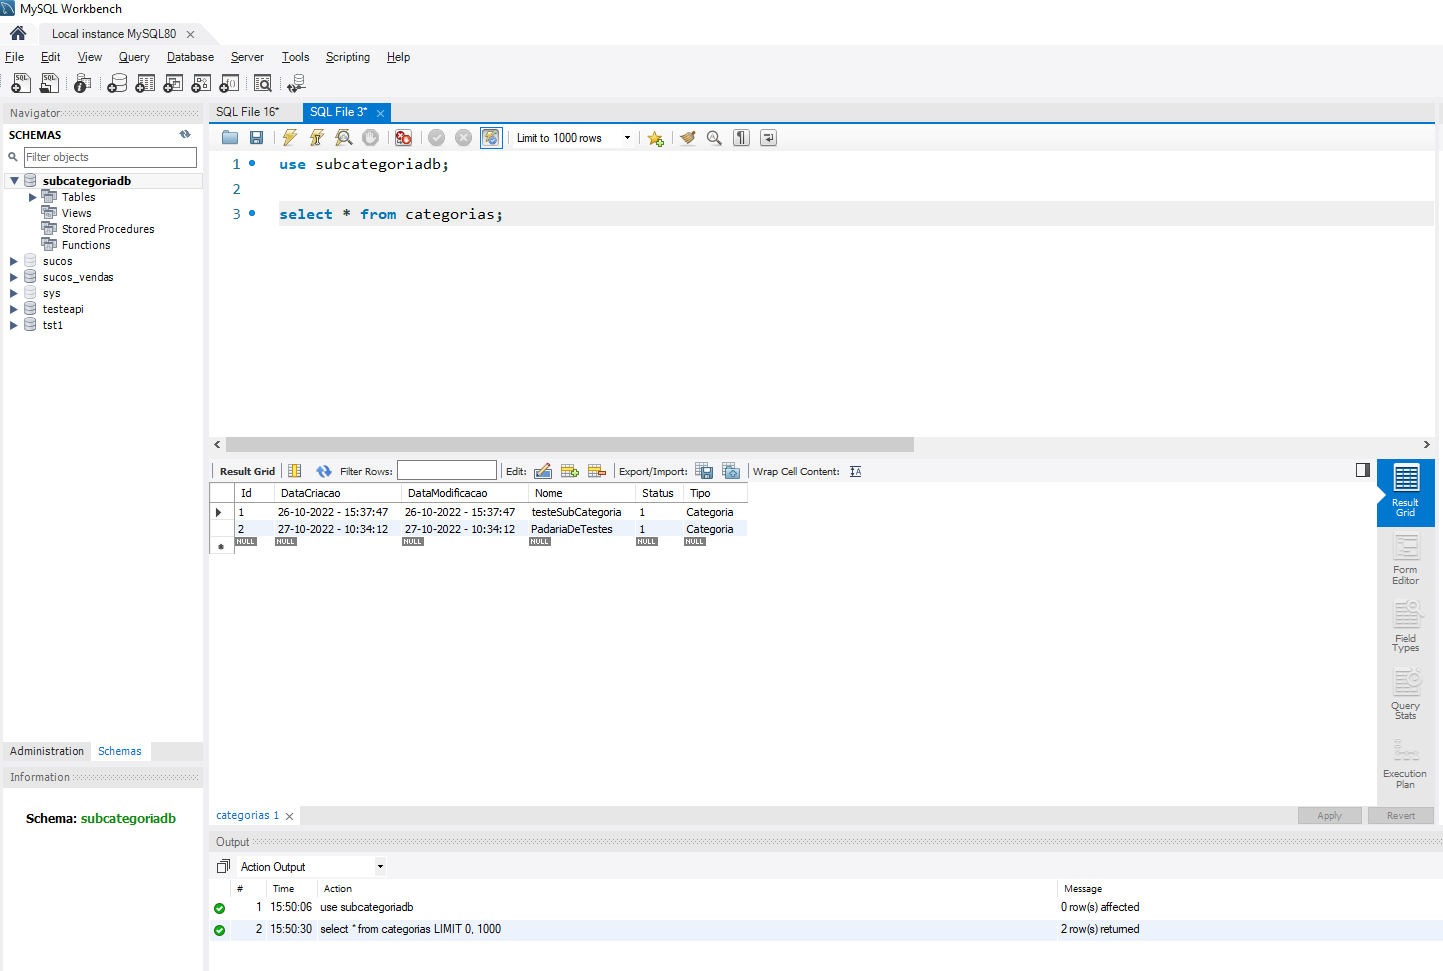 MySQL Workbench
Local instance MySQL80
File Edit View Query Database Server Tools Scripting Help
Navigator
SCHEMAS
Filter objects
subcategoriadb
Tables
Views
Stored Procedures
Functions
sucos
sucos_vendas
sys
testeapi
tst1
Administration Schemas
Information
Schema: subcategoriadb
SQL File 16* SQL File 3*
Limit to 1000 rows
1 use subcategoriadb;
2
3 select * from categorias;
Result Grid Filter Rows: Edit: Export/Import: Wrap Cell Content:
Id DataCriacao DataModificacao Nome Status Tipo
1 26-10-2022 - 15:37:47 26-10-2022 - 15:37:47 testeSubCategoria 1 Categoria
2 27-10-2022 - 10:34:12 27-10-2022 - 10:34:12 PadariaDeTestes 1 Categoria
NULL NULL NULL NULL NULL NULL
Result
Grid
Form
Editor
Field
Types
Query
Stats
Execution
Plan
categorias 1
Apply Revert
Output
Action Output
# Time Action Message
1 15:50:06 use subcategoriadb 0 row(s) affected
2 15:50:30 select * from categorias LIMIT 0, 1000 2 row(s) returned